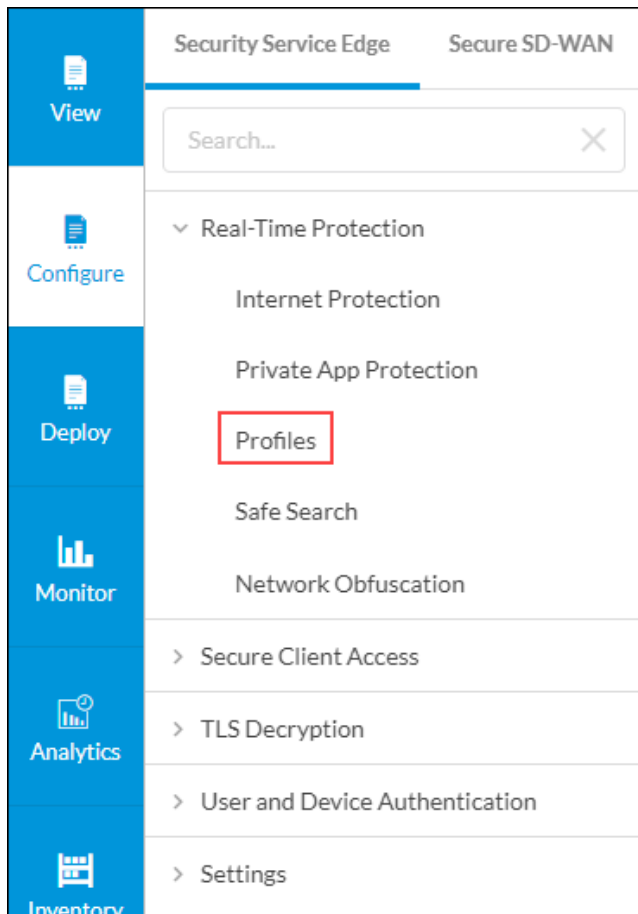 View
Configure
Deploy
Monitor
Analytics
Inventory
Security Service Edge
Secure SD-WAN
Search...
Real-Time Protection
Internet Protection
Private App Protection
Profiles
Safe Search
Network Obfuscation
Secure Client Access
TLS Decryption
User and Device Authentication
Settings